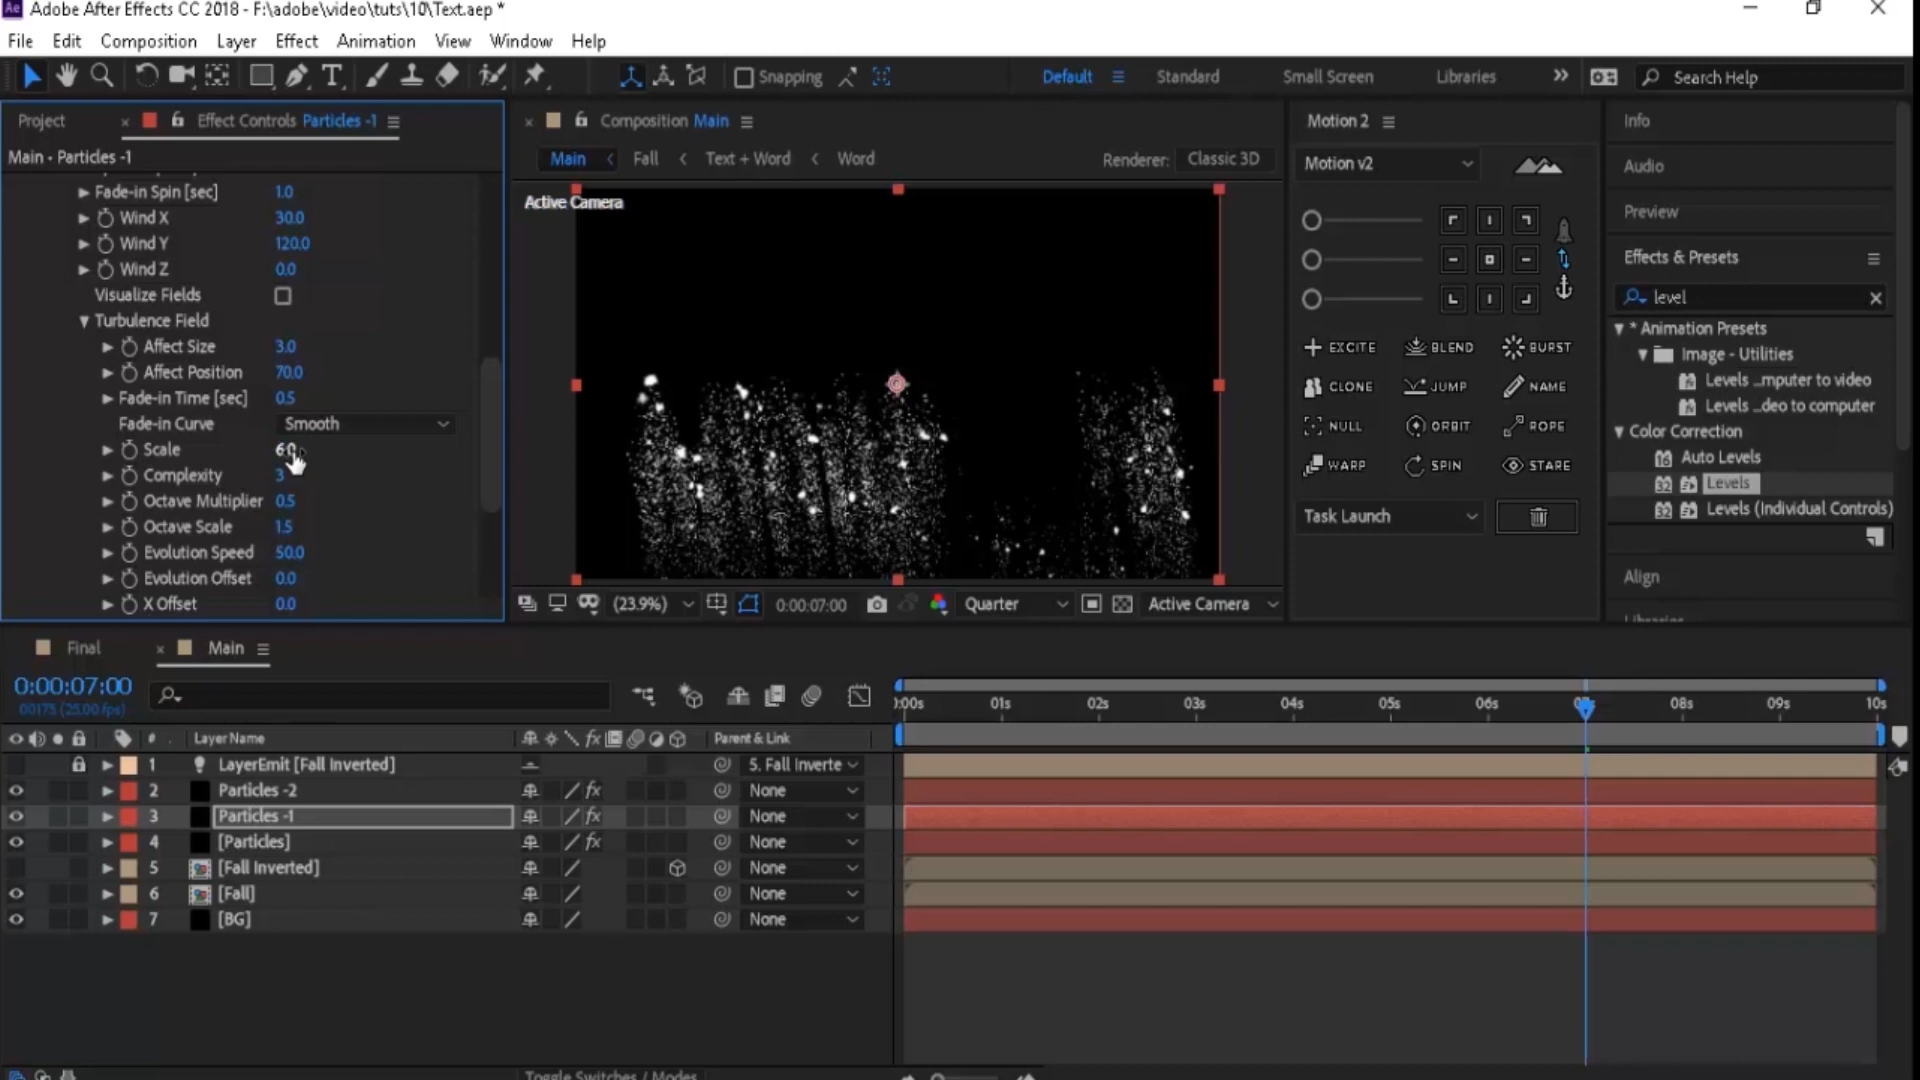 Adobe After Effects CC 2018 - F:\adobe\video\tuts\10\Text.aep *
File Edit Composition Layer Effect Animation View Window Help
Snapping
Default Standard Small Screen Libraries
Search Help
Project
Effect Controls Particles -1
Main • Particles -1
Fade-in Spin [sec] 1.0
Wind X 30.0
Wind Y 120.0
Wind Z 0.0
Visualize Fields
Turbulence Field
Affect Size 3.0
Affect Position 70.0
Fade-in Time [sec] 0.5
Fade-in Curve Smooth
Scale
Complexity 3
Octave Multiplier 0.5
Octave Scale 1.5
Evolution Speed 50.0
Evolution Offset 0.0
X Offset 0.0
Composition Main
Main Fall Text + Word Word
Renderer: Classic 3D
Active Camera
(23.9%) 0:00:07:00 Quarter Active Camera
Motion 2
Motion v2
EXCITE BLEND BURST
CLONE JUMP NAME
NULL ORBIT ROPE
WARP SPIN STARE
Task Launch
Info
Audio
Preview
Effects & Presets
level
* Animation Presets
Image - Utilities
Levels ...mputer to video
Levels ...deo to computer
Color Correction
Auto Levels
Levels
Levels (Individual Controls)
Align
Libraries
Final Main
0:00:07:00
00175 (25.00 fps)
# Layer Name Parent & Link
1 LayerEmit [Fall Inverted] 5. Fall Inverte
2 Particles -2 None
3 Particles -1 None
4 [Particles] None
5 [Fall Inverted] None
6 [Fall] None
7 [BG] None
0:00s 01s 02s 03s 04s 05s 06s 08s 09s 10s
Toggle Switches / Modes